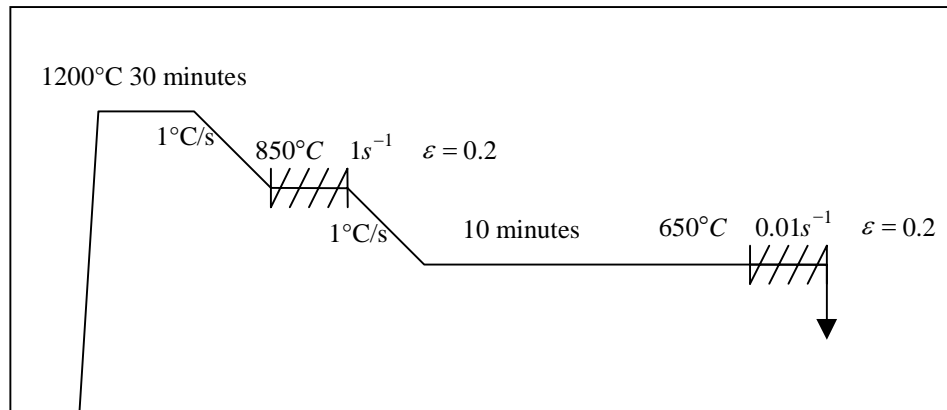 1200°C 30 minutes
1°C/s
850°C 1s⁻¹ ε = 0.2
1°C/s
10 minutes 650°C 0.01s⁻¹ ε = 0.2